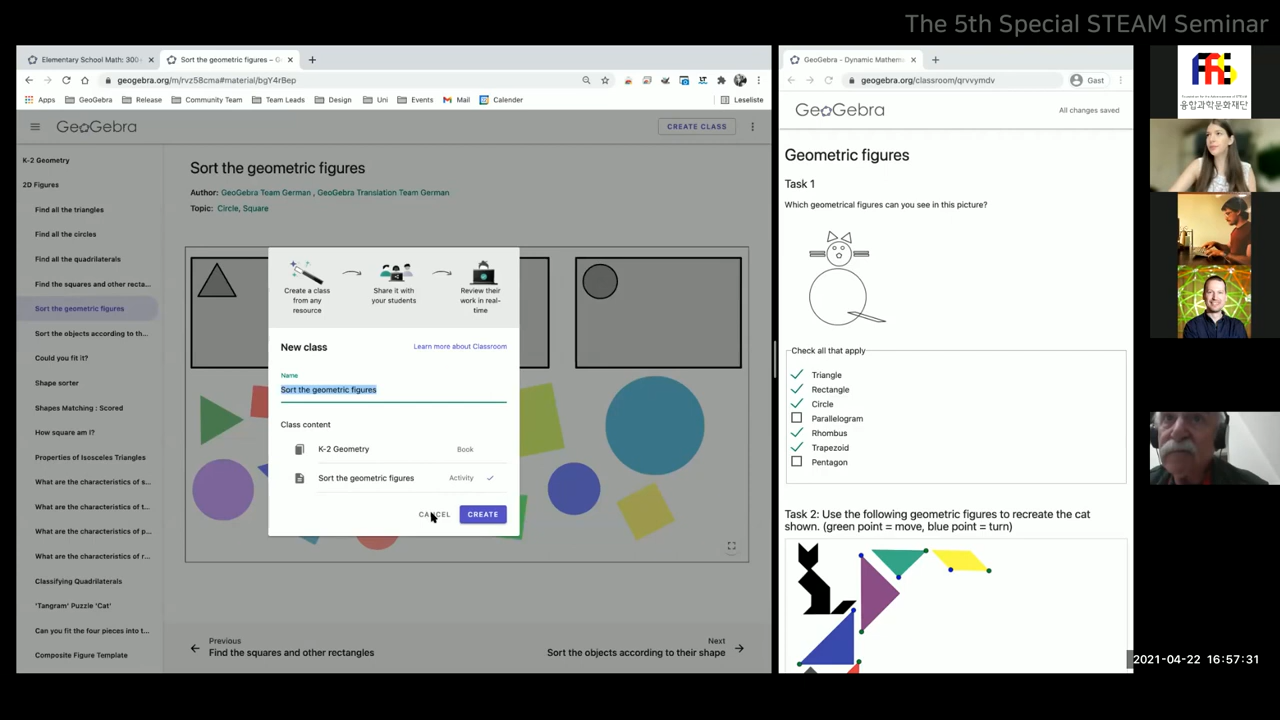 The 5th Special STEAM Seminar
Elementary School Math: 300+
Sort the geometric figures – G
geogebra.org/m/rvz58cma#material/bgY4rBep
Apps
GeoGebra
Release
Community Team
Team Leads
Design
Uni
Events
Mail
Calender
Leseliste
GeoGebra
CREATE CLASS
K-2 Geometry
2D Figures
Find all the triangles
Find all the circles
Find all the quadrilaterals
Find the squares and other recta...
Sort the geometric figures
Sort the objects according to th...
Could you fit it?
Shape sorter
Shapes Matching : Scored
How square am I?
Properties of Isosceles Triangles
What are the characteristics of s...
What are the characteristics of t...
What are the characteristics of p...
What are the characteristics of r...
Classifying Quadrilaterals
'Tangram' Puzzle 'Cat'
Can you fit the four pieces into t...
Composite Figure Template
Sort the geometric figures
Author: GeoGebra Team German , GeoGebra Translation Team German
Topic: Circle, Square
Create a class
from any
resource
Share it with
your students
Review their
work in real-
time
New class
Learn more about Classroom
Name
Sort the geometric figures
Class content
K-2 Geometry
Book
Sort the geometric figures
Activity
CANCEL
CREATE
Previous
Find the squares and other rectangles
Next
Sort the objects according to their shape
GeoGebra - Dynamic Mathem
geogebra.org/classroom/qrvvymdv
Gast
GeoGebra
All changes saved
Geometric figures
Task 1
Which geometrical figures can you see in this picture?
Check all that apply
Triangle
Rectangle
Circle
Parallelogram
Rhombus
Trapezoid
Pentagon
Task 2: Use the following geometric figures to recreate the cat
shown. (green point = move, blue point = turn)
융합과학문화재단
2021-04-22 16:57:31